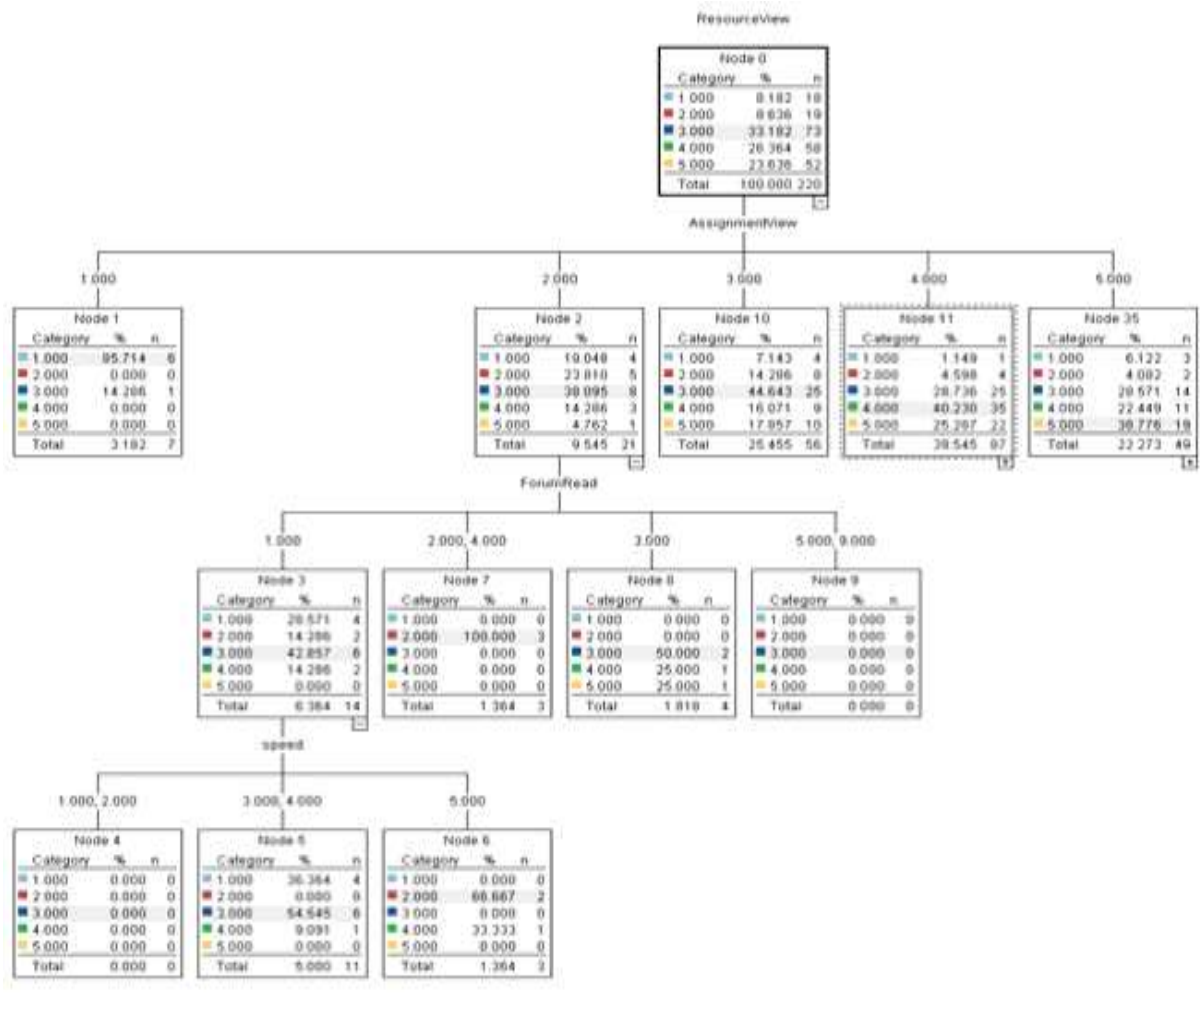 ResourceView
Node 0
Category % n
1.000 8.182 18
2.000 8.636 19
3.000 33.182 73
4.000 26.364 58
5.000 23.636 52
Total 100.000 220
AssignmentView
1.000 2.000 3.000 4.000 5.000
Node 1
Category % n
1.000 85.714 6
2.000 0.000 0
3.000 14.286 1
4.000 0.000 0
5.000 0.000 0
Total 3.182 7
Node 2
Category % n
1.000 19.048 4
2.000 23.810 5
3.000 38.095 8
4.000 14.286 3
5.000 4.762 1
Total 9.545 21
Node 10
Category % n
1.000 7.143 4
2.000 14.286 8
3.000 44.643 25
4.000 16.071 9
5.000 17.857 10
Total 25.455 56
Node 11
Category % n
1.000 1.149 1
2.000 4.598 4
3.000 28.736 25
4.000 40.230 35
5.000 25.287 22
Total 39.545 87
Node 35
Category % n
1.000 6.122 3
2.000 4.082 2
3.000 28.571 14
4.000 22.449 11
5.000 38.776 19
Total 22.273 49
ForumRead
1.000 2.000, 4.000 3.000 5.000, 9.000
Node 3
Category % n
1.000 28.571 4
2.000 14.286 2
3.000 42.857 6
4.000 14.286 2
5.000 0.000 0
Total 6.364 14
Node 7
Category % n
1.000 0.000 0
2.000 100.000 3
3.000 0.000 0
4.000 0.000 0
5.000 0.000 0
Total 1.364 3
Node 8
Category % n
1.000 0.000 0
2.000 0.000 0
3.000 50.000 2
4.000 25.000 1
5.000 25.000 1
Total 1.818 4
Node 9
Category % n
1.000 0.000 0
2.000 0.000 0
3.000 0.000 0
4.000 0.000 0
5.000 0.000 0
Total 0.000 0
speed
1.000, 2.000 3.000, 4.000 5.000
Node 4
Category % n
1.000 0.000 0
2.000 0.000 0
3.000 0.000 0
4.000 0.000 0
5.000 0.000 0
Total 0.000 0
Node 5
Category % n
1.000 36.364 4
2.000 0.000 0
3.000 54.545 6
4.000 9.091 1
5.000 0.000 0
Total 5.000 11
Node 6
Category % n
1.000 0.000 0
2.000 66.667 2
3.000 0.000 0
4.000 33.333 1
5.000 0.000 0
Total 1.364 3